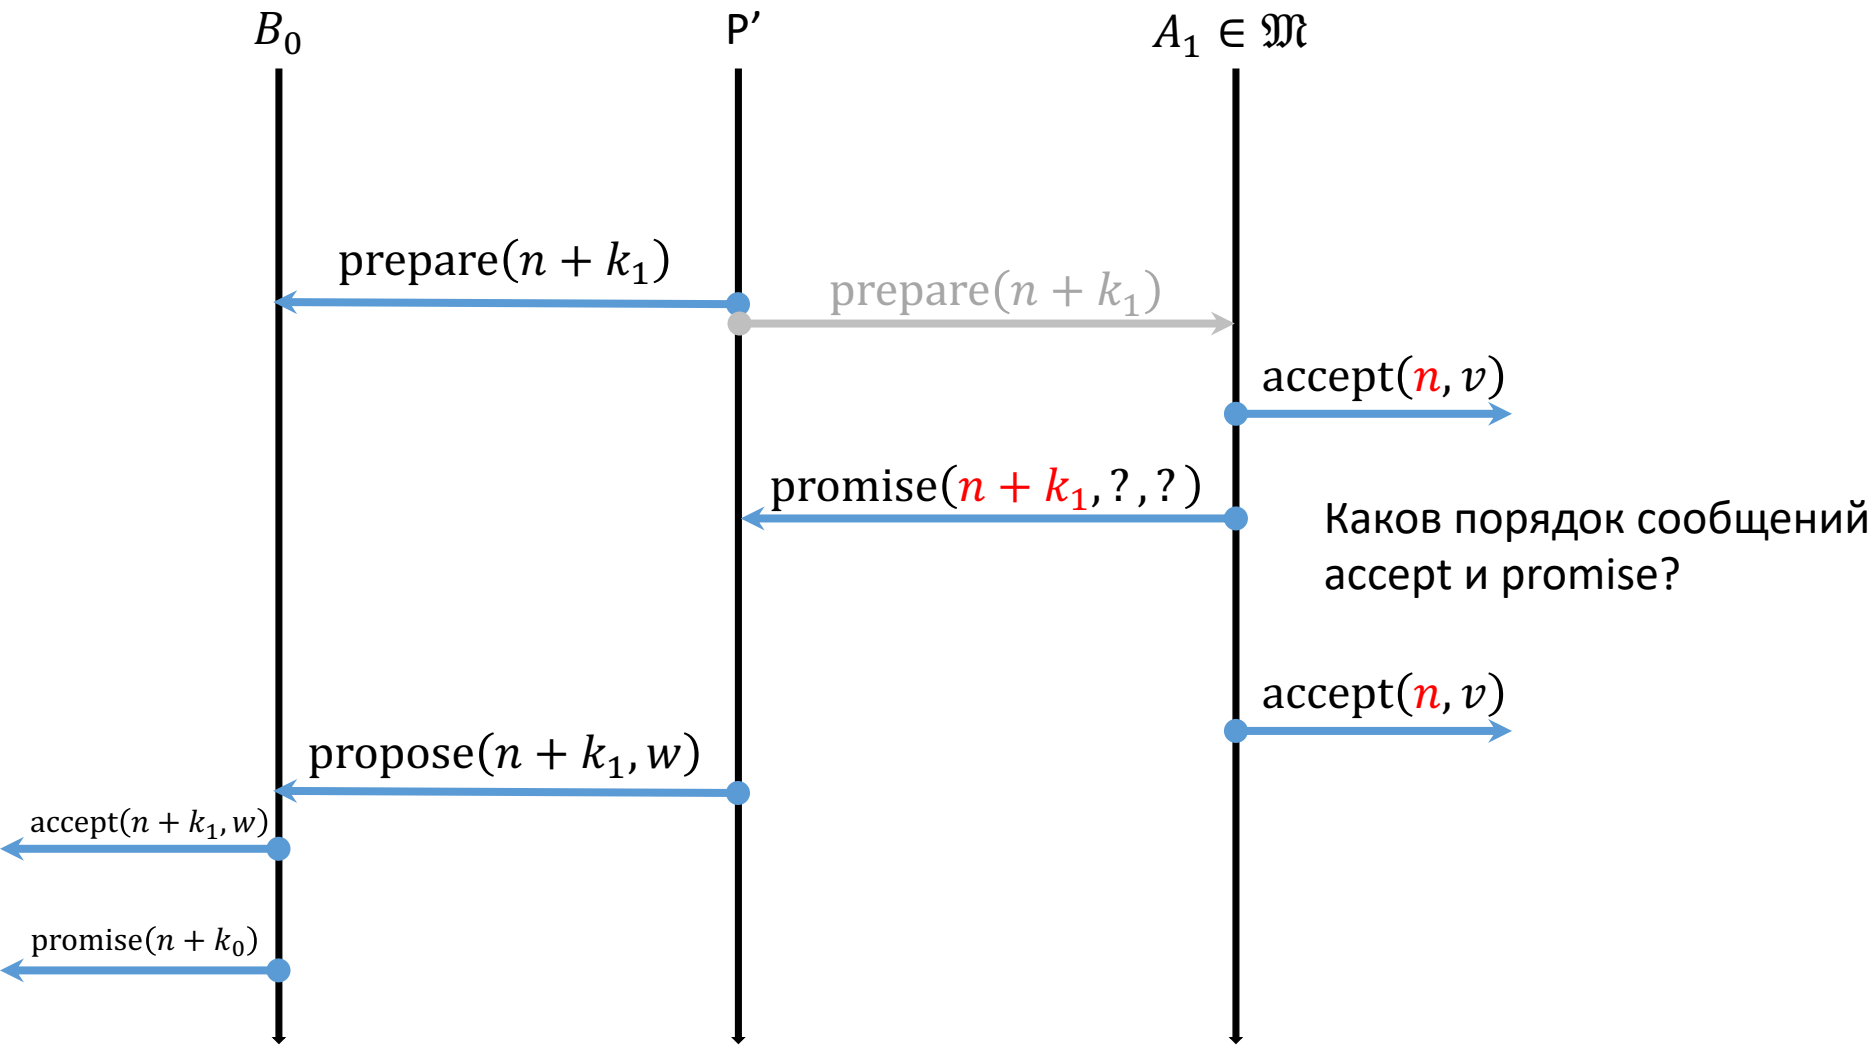 B₀
P’
A₁ ∈ 𝔐
prepare(n + k₁)
prepare(n + k₁)
accept(n, v)
promise(n + k₁, ?, ?)
Каков порядок сообщений
accept и promise?
accept(n, v)
propose(n + k₁, w)
accept(n + k₁, w)
promise(n + k₀)